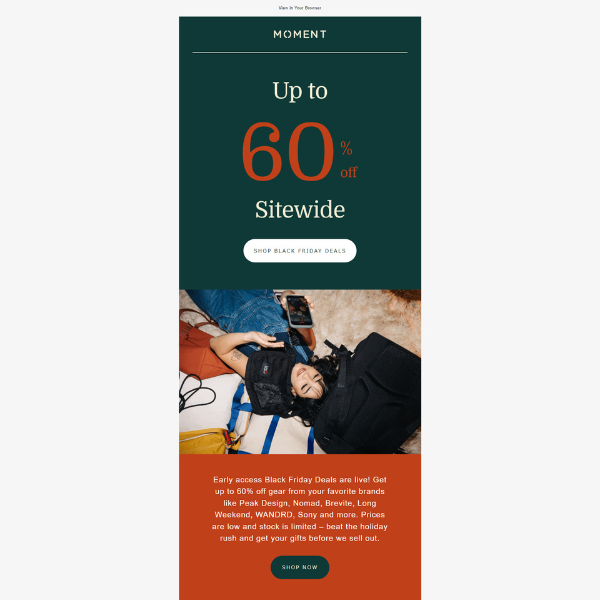 View In Your Browser
MOMENT
Up to
60%
off
Sitewide
SHOP BLACK FRIDAY DEALS
Early access Black Friday Deals are live! Get
up to 60% off gear from your favorite brands
like Peak Design, Nomad, Brevite, Long
Weekend, WANDRD, Sony and more. Prices
are low and stock is limited – beat the holiday
rush and get your gifts before we sell out.
SHOP NOW